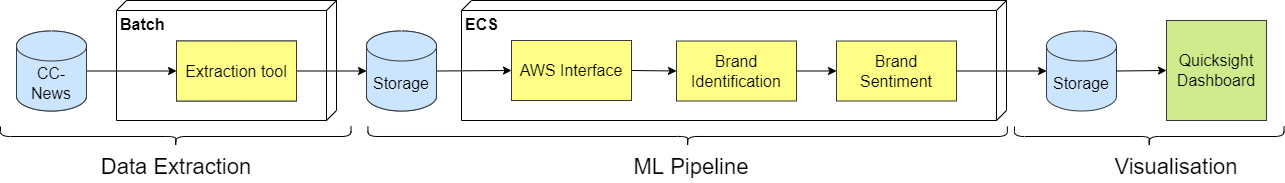 Batch
CC-
News
Extraction tool
Storage
ECS
AWS Interface
Brand
Identification
Brand
Sentiment
Storage
Quicksight
Dashboard
Data Extraction
ML Pipeline
Visualisation